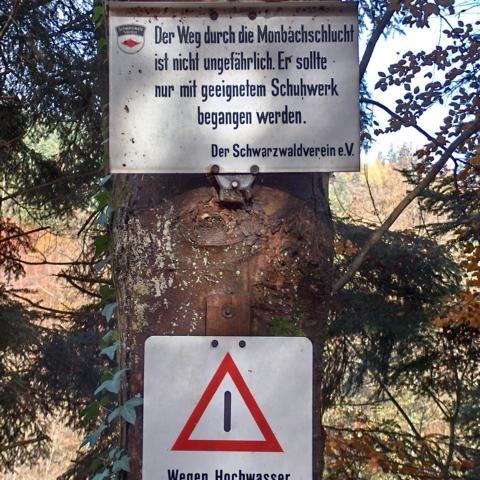 Der Weg durch die Monbachschlucht
ist nicht ungefährlich. Er sollte
nur mit geeignetem Schuhwerk
begangen werden.
Der Schwarzwaldverein e.V.
Wegen Hochwasser